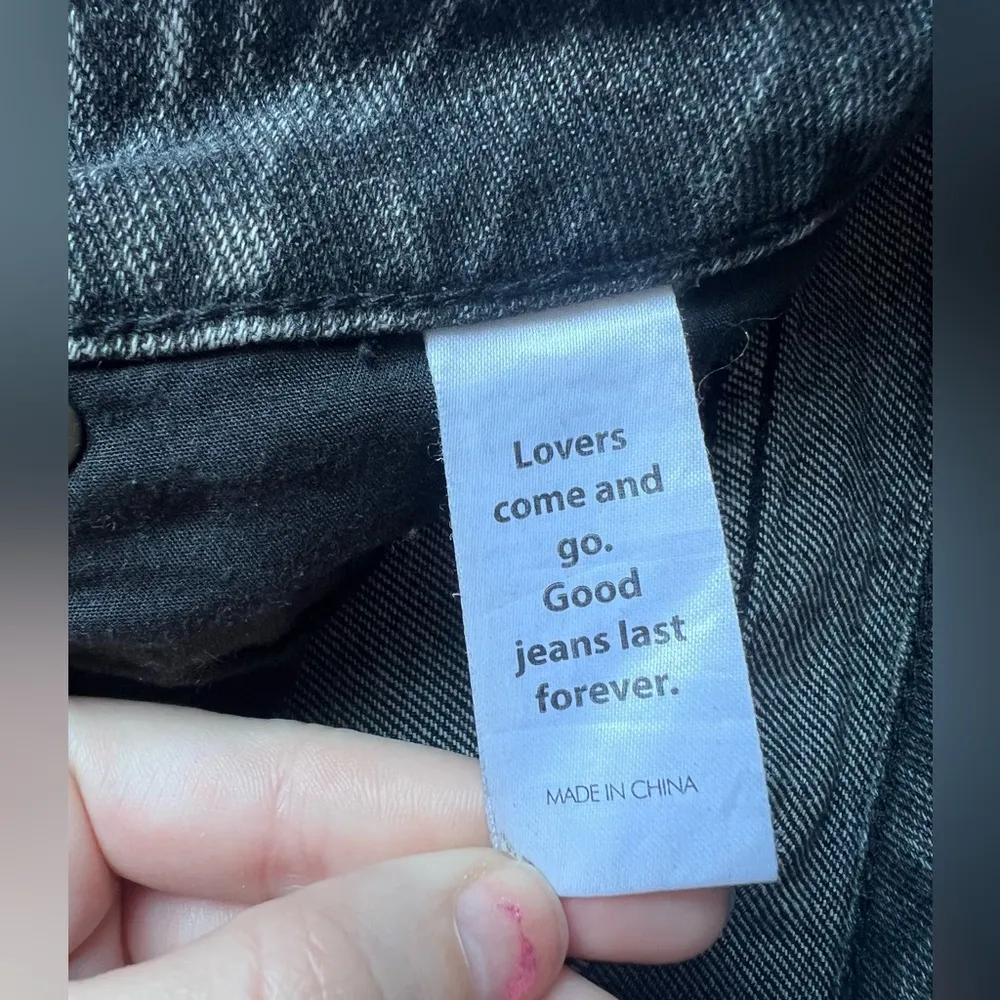 Lovers
come and
go.
Good
jeans last
forever.
MADE IN CHINA